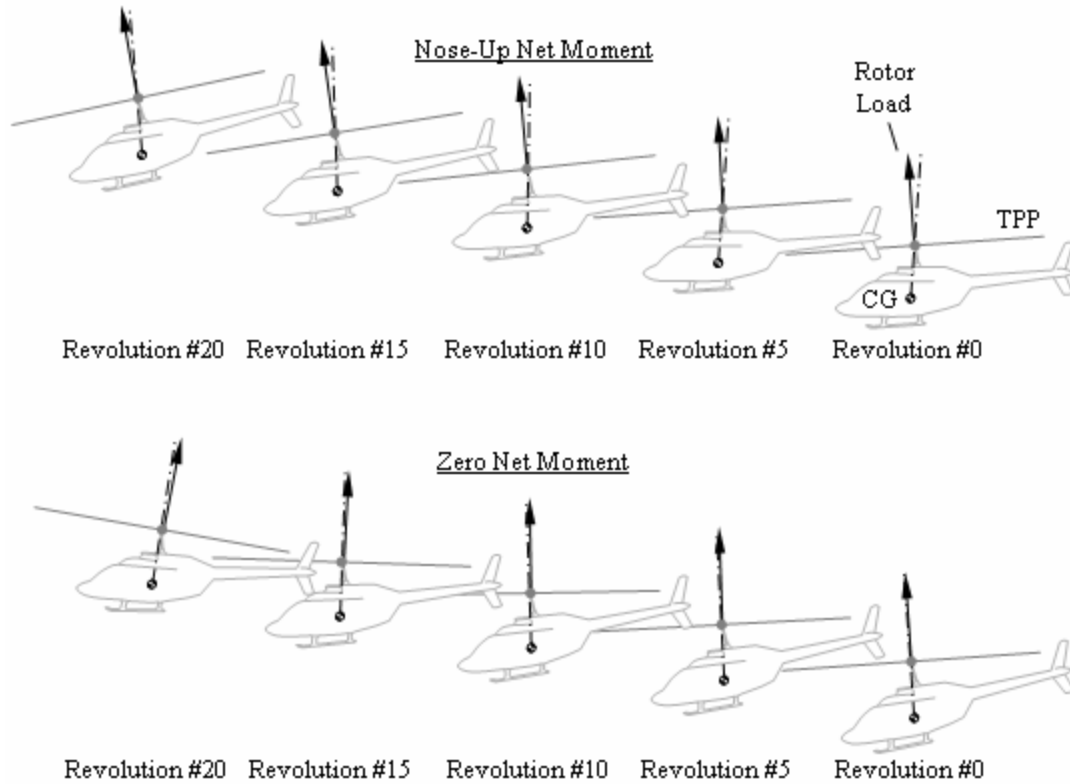 Nose-Up Net Moment
Rotor
Load
TPP
CG
Revolution #20 Revolution #15 Revolution #10 Revolution #5 Revolution #0
Zero Net Moment
Revolution #20 Revolution #15 Revolution #10 Revolution #5 Revolution #0